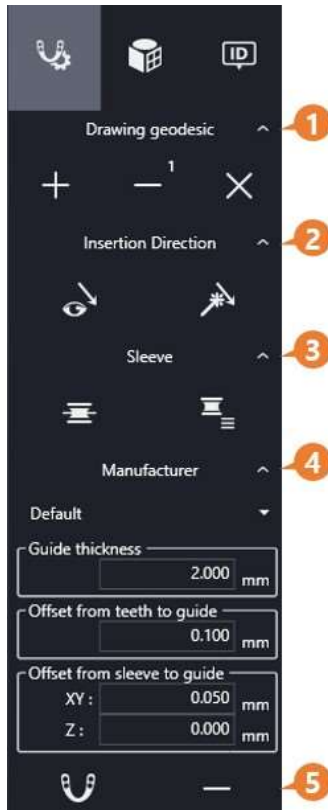 ID
Drawing geodesic
1
1
Insertion Direction
2
Sleeve
3
Manufacturer
4
Default
Guide thickness
2.000 mm
Offset from teeth to guide
0.100 mm
Offset from sleeve to guide
XY : 0.050 mm
Z : 0.000 mm
5